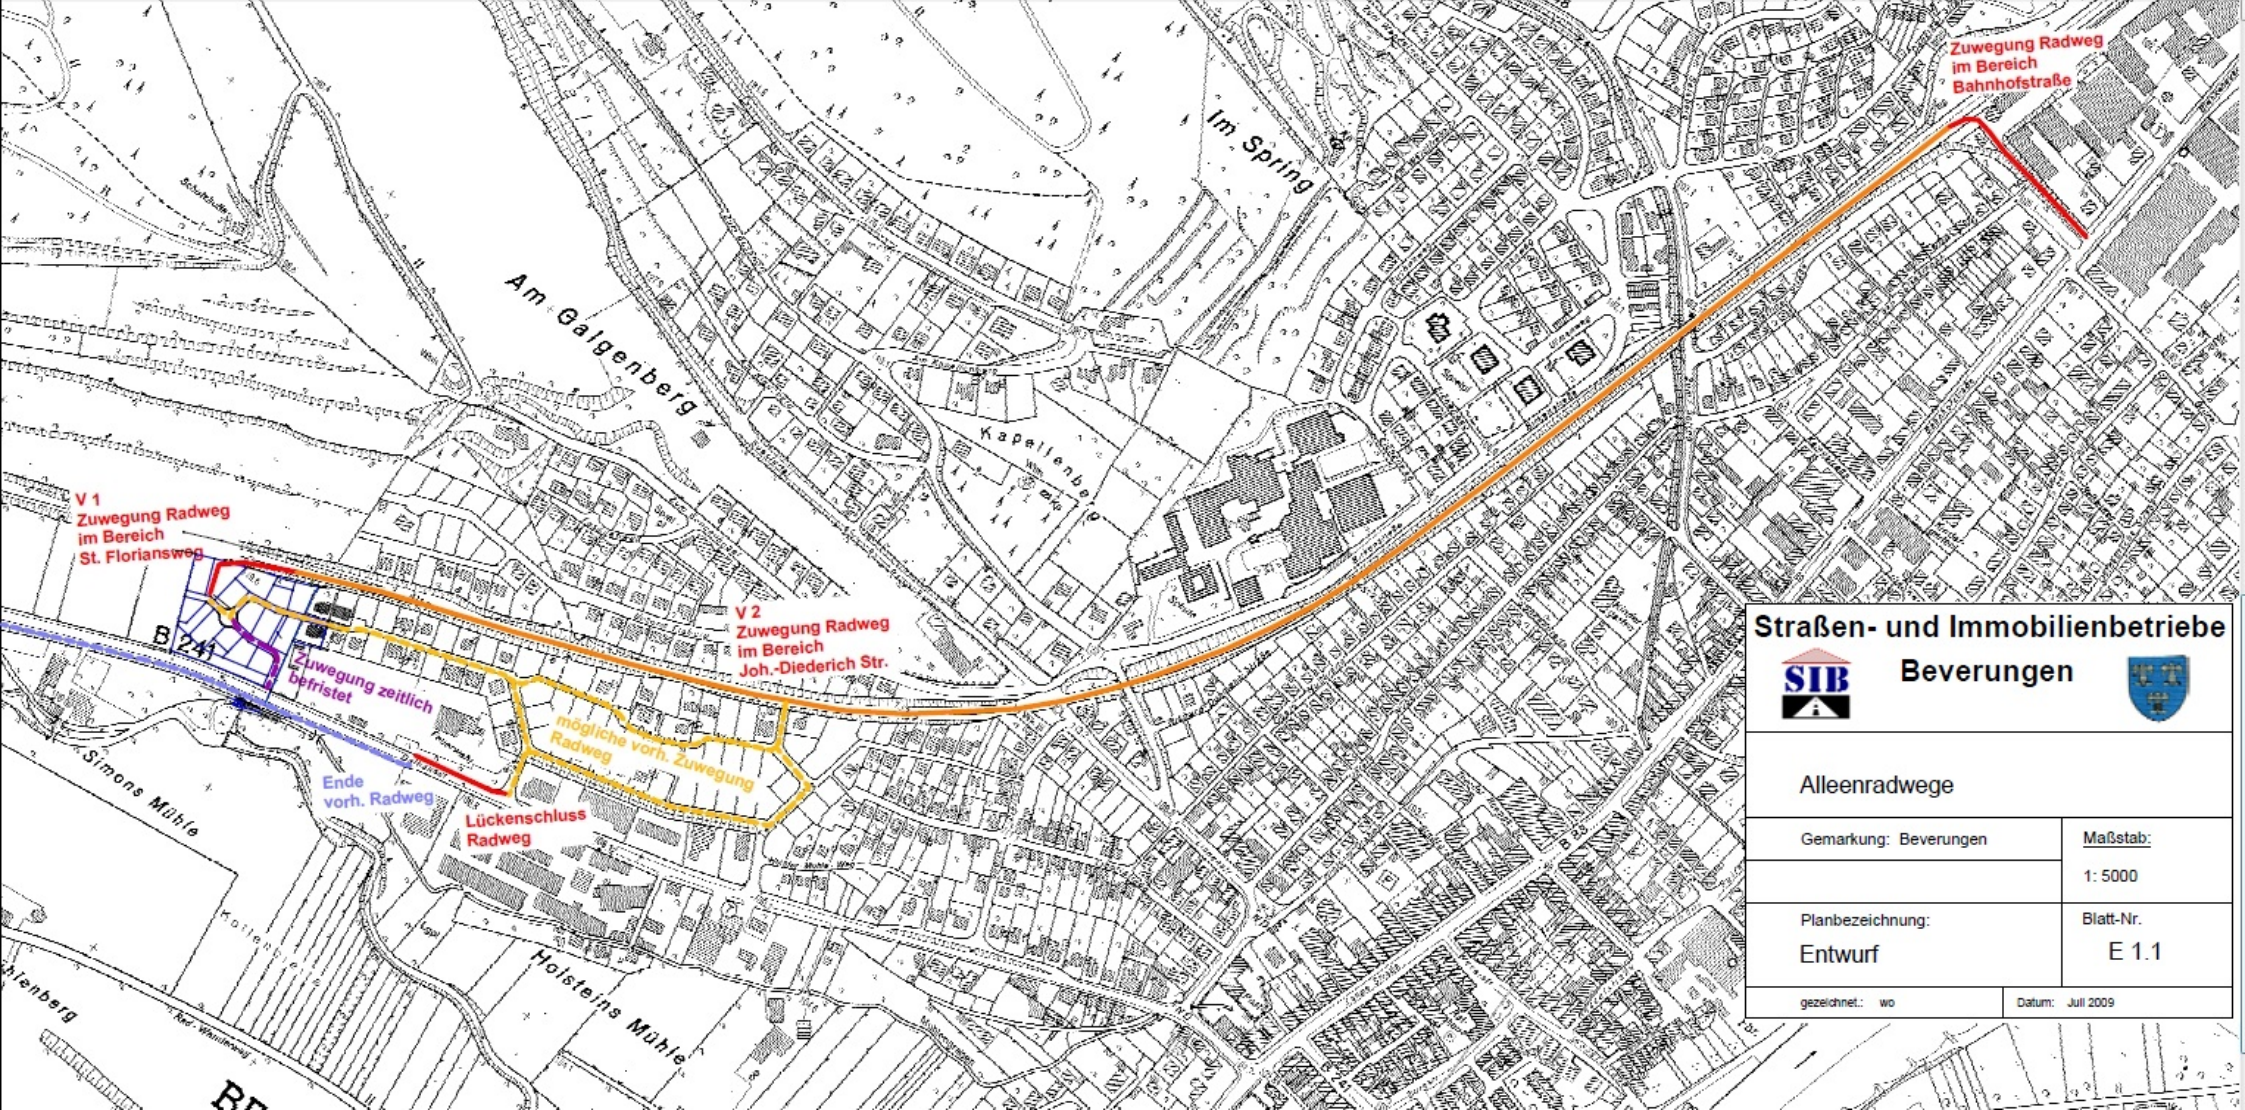 Zuwegung Radweg
im Bereich
Bahnhofstraße
Im Spring
Am Galgenberg
Kapellenberg
V 1
Zuwegung Radweg
im Bereich
St. Floriansweg
V 2
Zuwegung Radweg
im Bereich
Joh.-Diederich Str.
B 241
Zuwegung zeitlich
befristet
mögliche vorh. Zuwegung
Radweg
Ende
vorh. Radweg
Lückenschluss
Radweg
Simons Mühle
Holsteins Mühle
Straßen- und Immobilienbetriebe
Beverungen
SIB
Alleenradwege
Gemarkung: Beverungen
Maßstab:
1: 5000
Planbezeichnung:
Entwurf
Blatt-Nr.
E 1.1
gezeichnet.: wo
Datum: Juli 2009